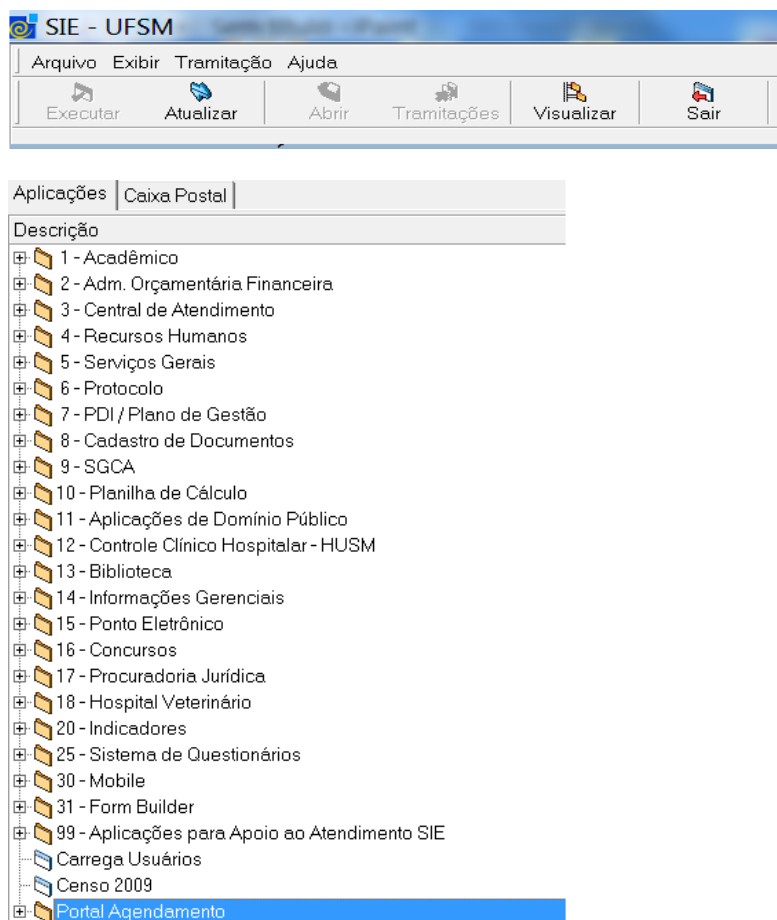 SIE - UFSM
Arquivo Exibir Tramitação Ajuda
Executar Atualizar Abrir Tramitações Visualizar Sair
Aplicações Caixa Postal
Descrição
1 - Acadêmico
2 - Adm. Orçamentária Financeira
3 - Central de Atendimento
4 - Recursos Humanos
5 - Serviços Gerais
6 - Protocolo
7 - PDI / Plano de Gestão
8 - Cadastro de Documentos
9 - SGCA
10 - Planilha de Cálculo
11 - Aplicações de Domínio Público
12 - Controle Clínico Hospitalar - HUSM
13 - Biblioteca
14 - Informações Gerenciais
15 - Ponto Eletrônico
16 - Concursos
17 - Procuradoria Jurídica
18 - Hospital Veterinário
20 - Indicadores
25 - Sistema de Questionários
30 - Mobile
31 - Form Builder
99 - Aplicações para Apoio ao Atendimento SIE
Carrega Usuários
Censo 2009
Portal Agendamento